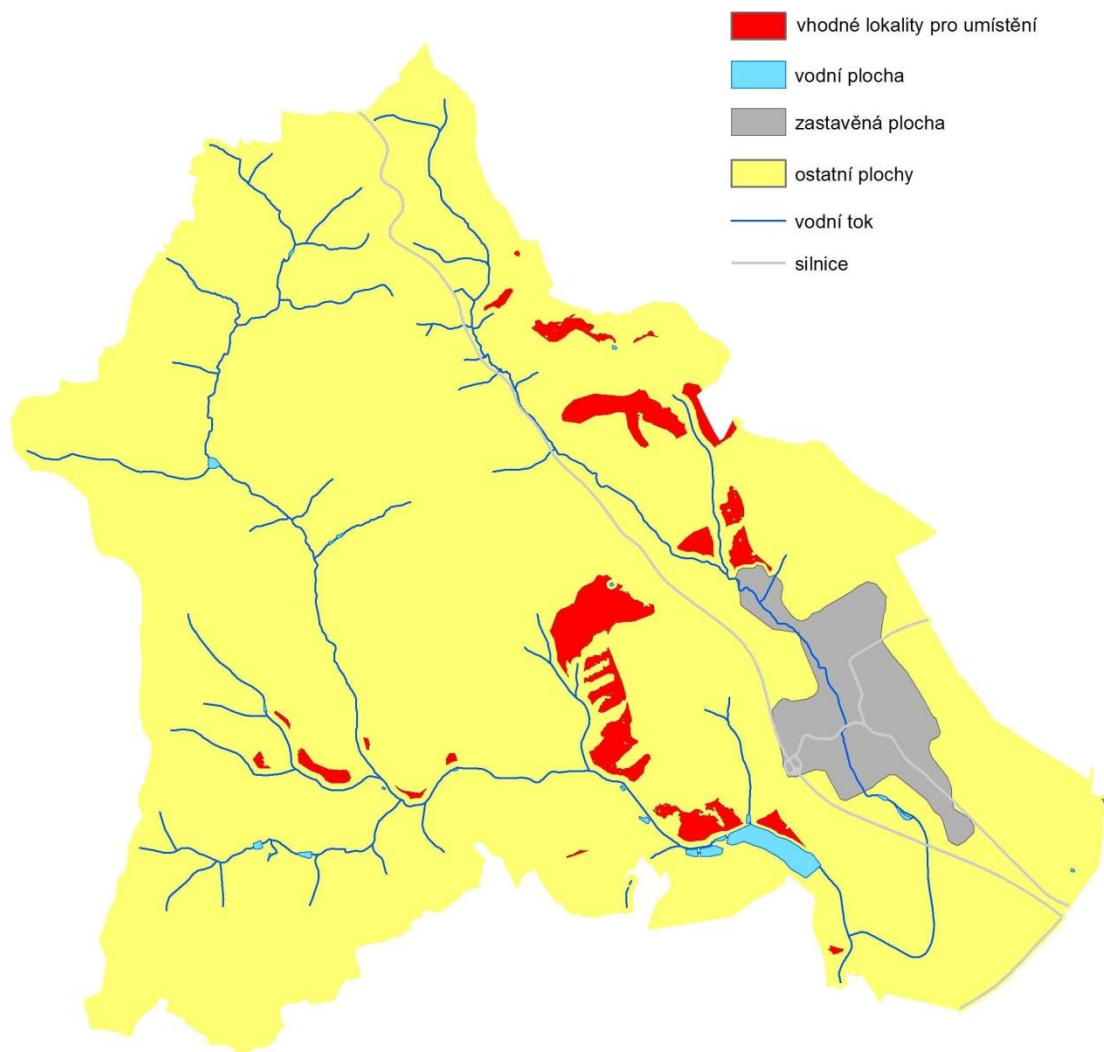 vhodné lokality pro umístění
vodní plocha
zastavěná plocha
ostatní plochy
vodní tok
silnice